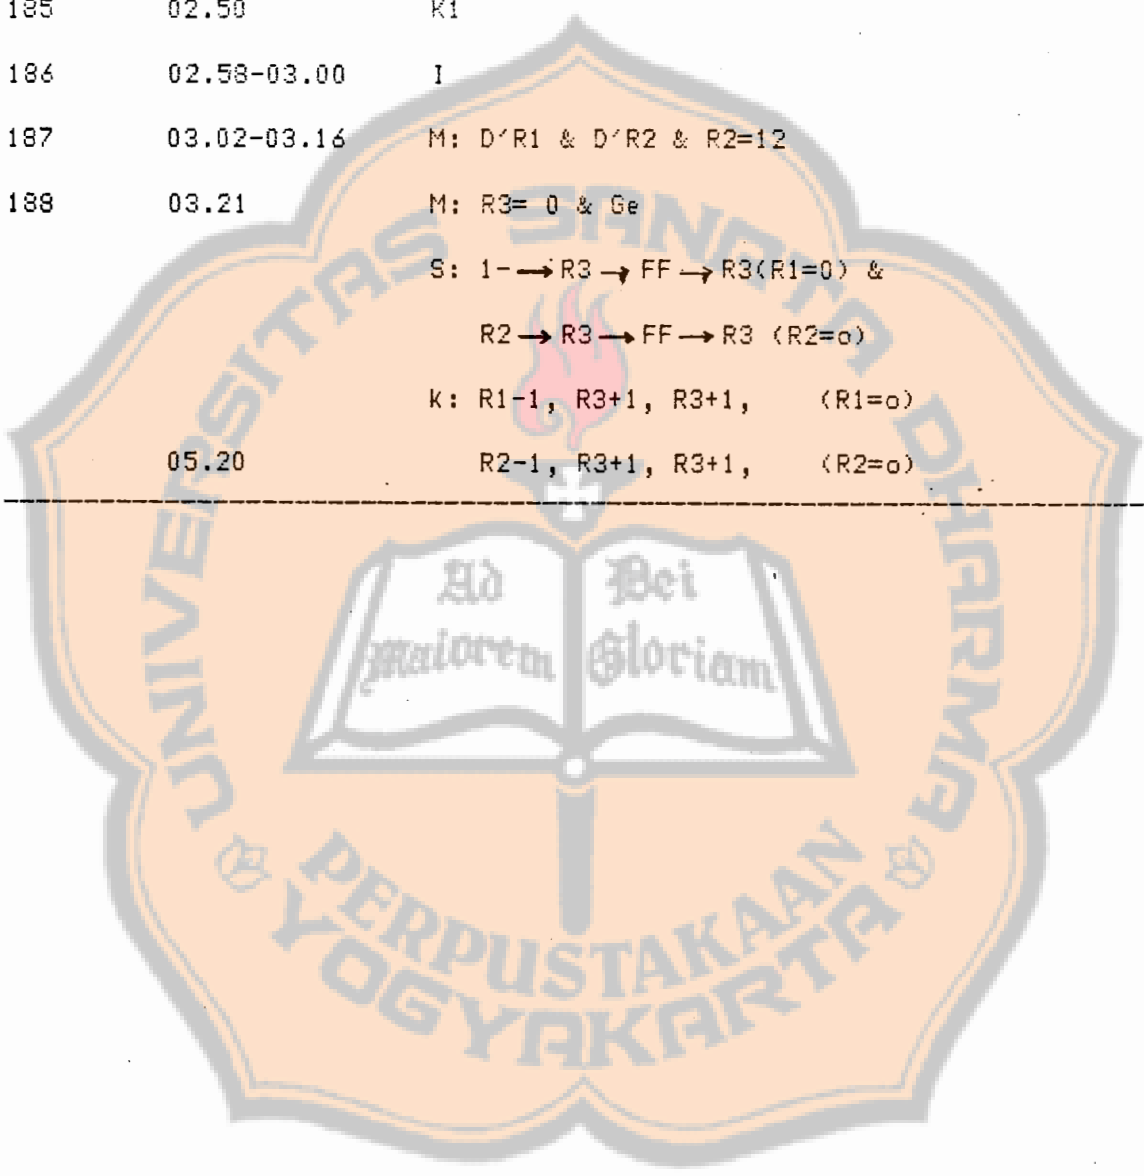 185 02.50 K1
186 02.58-03.00 I
187 03.02-03.16 M: D′R1 & D′R2 & R2=12
188 03.21 M: R3= 0 & Ge
S: 1-→R3→FF→R3(R1=0) &
R2→R3→FF→R3 (R2=o)
k: R1-1, R3+1, R3+1, (R1=o)
05.20 R2-1, R3+1, R3+1, (R2=o)
UNIVERSITAS SANATA DHARMA
Ad Dei
Maiorem Gloriam
PERPUSTAKAAN
YOGYAKARTA